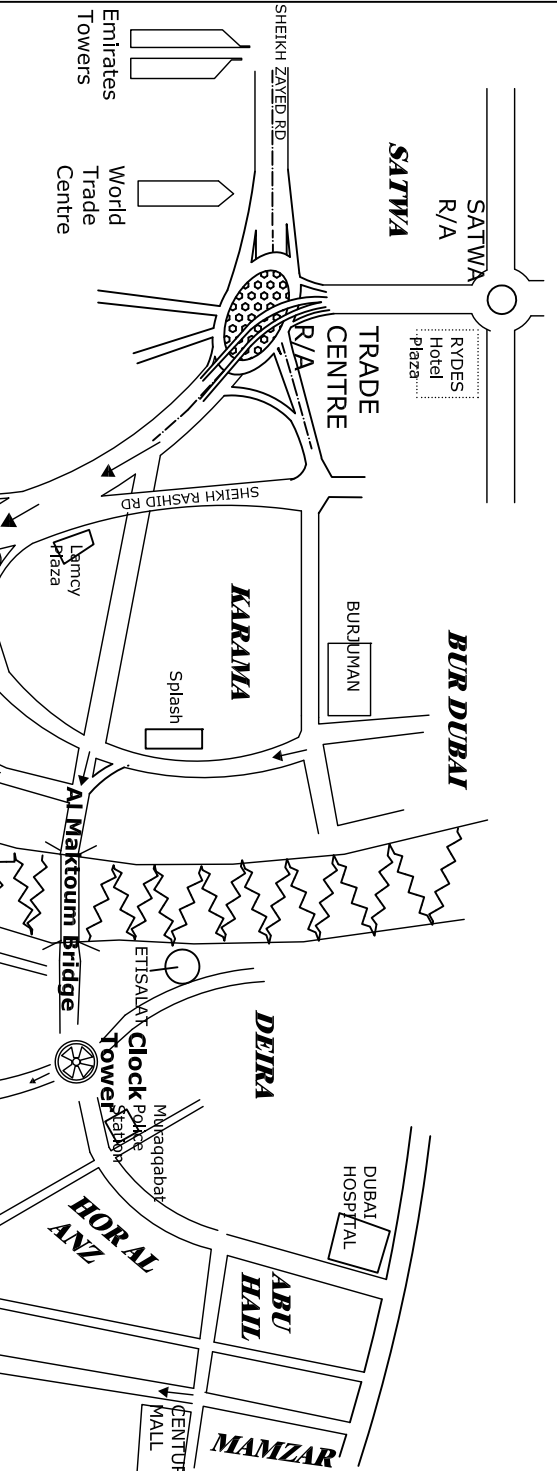 SHEIKH ZAYED RD
Emirates
Towers
World
Trade
Centre
SATWA
SATWA
R/A
RYDES
Hotel
Plaza
TRADE
CENTRE
R/A
SHEIKH RASHID RD
Lamcy
Plaza
KARAMA
BURJUMAN
BUR DUBAI
Splash
Al Maktoum Bridge
ETISALAT
DEIRA
Clock
Tower
Muraqqabat
Police
Station
DUBAI
HOSPITAL
HOR AL
ANZ
ABU
HAIL
MAMZAR
CENTUR
MALL